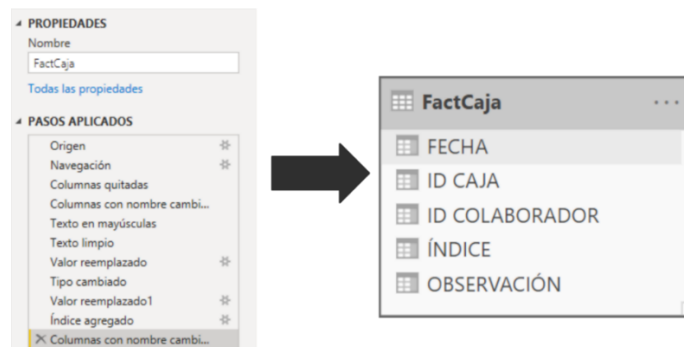 PROPIEDADES
Nombre
FactCaja
Todas las propiedades
PASOS APLICADOS
Origen
Navegación
Columnas quitadas
Columnas con nombre cambi...
Texto en mayúsculas
Texto limpio
Valor reemplazado
Tipo cambiado
Valor reemplazado1
Índice agregado
Columnas con nombre cambi...
FactCaja
FECHA
ID CAJA
ID COLABORADOR
ÍNDICE
OBSERVACIÓN